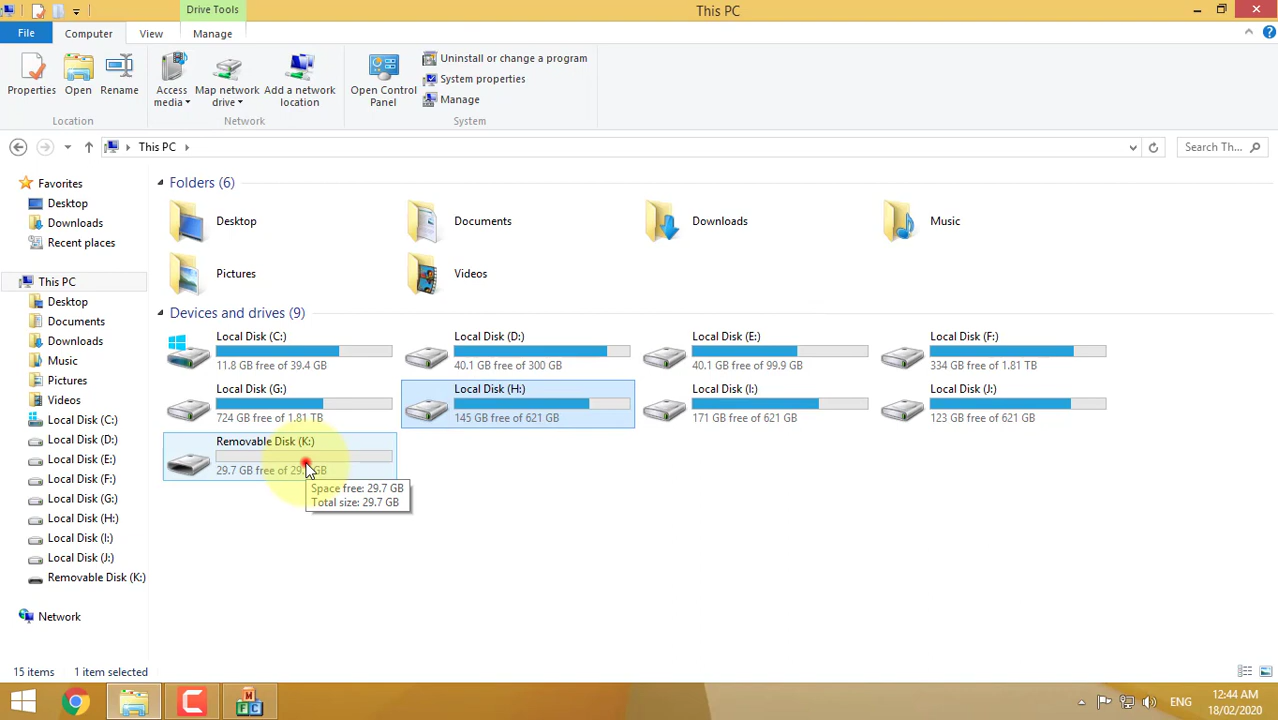 Drive Tools
This PC
File
Computer
View
Manage
Properties
Open
Rename
Access media
Map network drive
Add a network location
Open Control Panel
Uninstall or change a program
System properties
Manage
Location
Network
System
This PC
Search Th...
Favorites
Desktop
Downloads
Recent places
This PC
Desktop
Documents
Downloads
Music
Pictures
Videos
Local Disk (C:)
Local Disk (D:)
Local Disk (E:)
Local Disk (F:)
Local Disk (G:)
Local Disk (H:)
Local Disk (I:)
Local Disk (J:)
Removable Disk (K:)
Network
Folders (6)
Desktop
Documents
Downloads
Music
Pictures
Videos
Devices and drives (9)
Local Disk (C:)
11.8 GB free of 39.4 GB
Local Disk (D:)
40.1 GB free of 300 GB
Local Disk (E:)
40.1 GB free of 99.9 GB
Local Disk (F:)
334 GB free of 1.81 TB
Local Disk (G:)
724 GB free of 1.81 TB
Local Disk (H:)
145 GB free of 621 GB
Local Disk (I:)
171 GB free of 621 GB
Local Disk (J:)
123 GB free of 621 GB
Removable Disk (K:)
29.7 GB free of 29.7 GB
Space free: 29.7 GB
Total size: 29.7 GB
15 items
1 item selected
M
F C
ENG
12:44 AM
18/02/2020